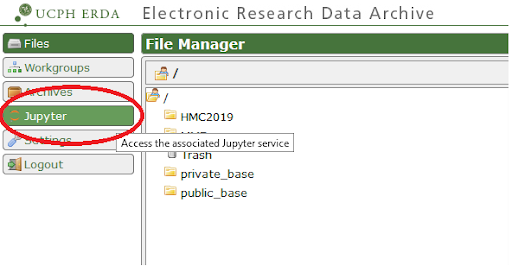 UCPH ERDA
Electronic Research Data Archive
Files
Workgroups
Archives
Jupyter
Settings
Logout
File Manager
/
/
HMC2019
Access the associated Jupyter service
Trash
private_base
public_base